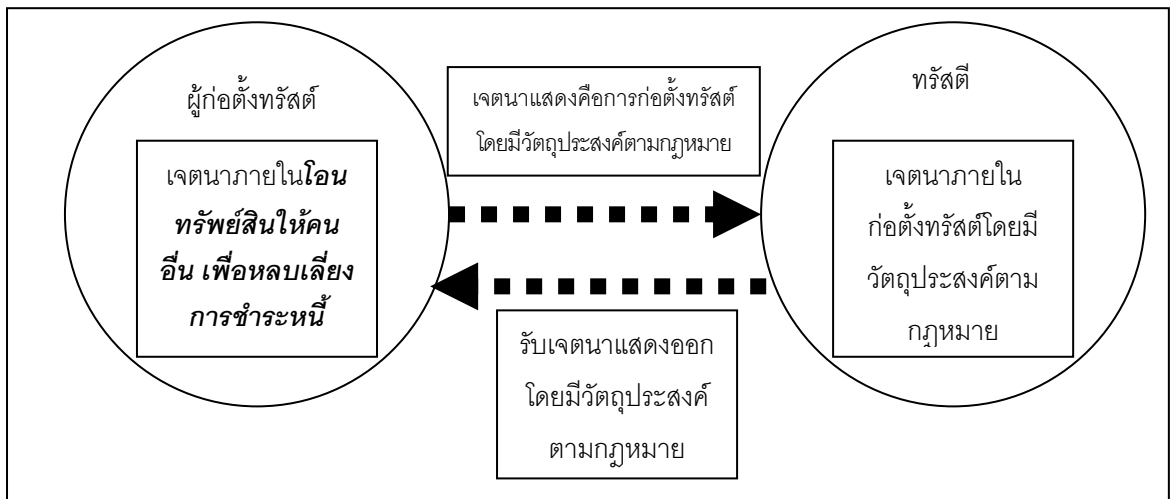 ผู้ก่อตั้งทรัสต์
เจตนาภายในโอน
ทรัพย์สินให้คน
อื่น เพื่อหลบเลี่ยง
การชำระหนี้
เจตนาแสดงคือการก่อตั้งทรัสต์
โดยมีวัตถุประสงค์ตามกฎหมาย
รับเจตนาแสดงออก
โดยมีวัตถุประสงค์
ตามกฎหมาย
ทรัสตี
เจตนาภายใน
ก่อตั้งทรัสต์โดยมี
วัตถุประสงค์ตาม
กฎหมาย